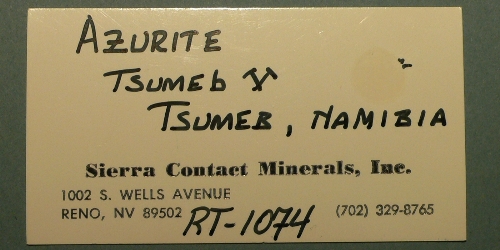 AZURITE
TSUMEB ⚒
TSUMEB, NAMIBIA
Sierra Contact Minerals, Inc.
1002 S. WELLS AVENUE
RENO, NV 89502 RT-1074 (702) 329-8765